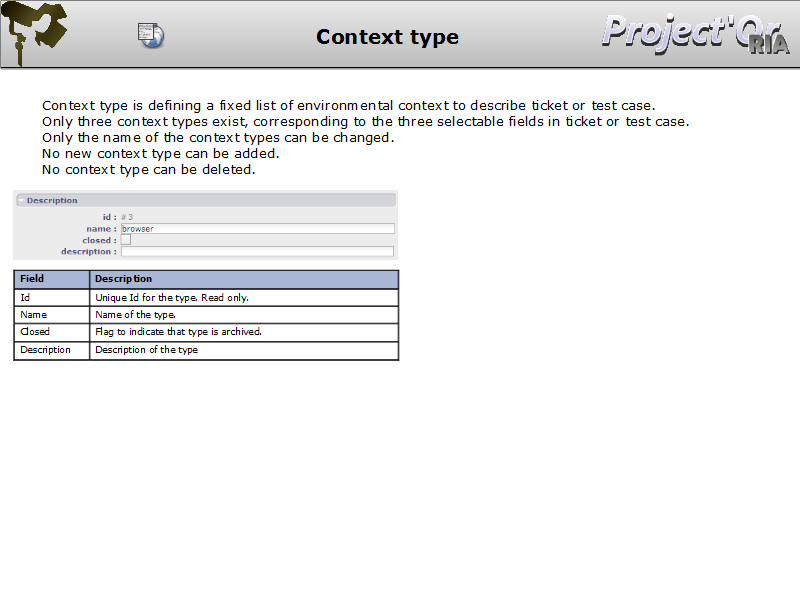 Context type
Project'Or
RIA
Context type is defining a fixed list of environmental context to describe ticket or test case.
Only three context types exist, corresponding to the three selectable fields in ticket or test case.
Only the name of the context types can be changed.
No new context type can be added.
No context type can be deleted.
Description
id : # 3
name : browser
closed :
description :
Field Description
Id Unique Id for the type. Read only.
Name Name of the type.
Closed Flag to indicate that type is archived.
Description Description of the type